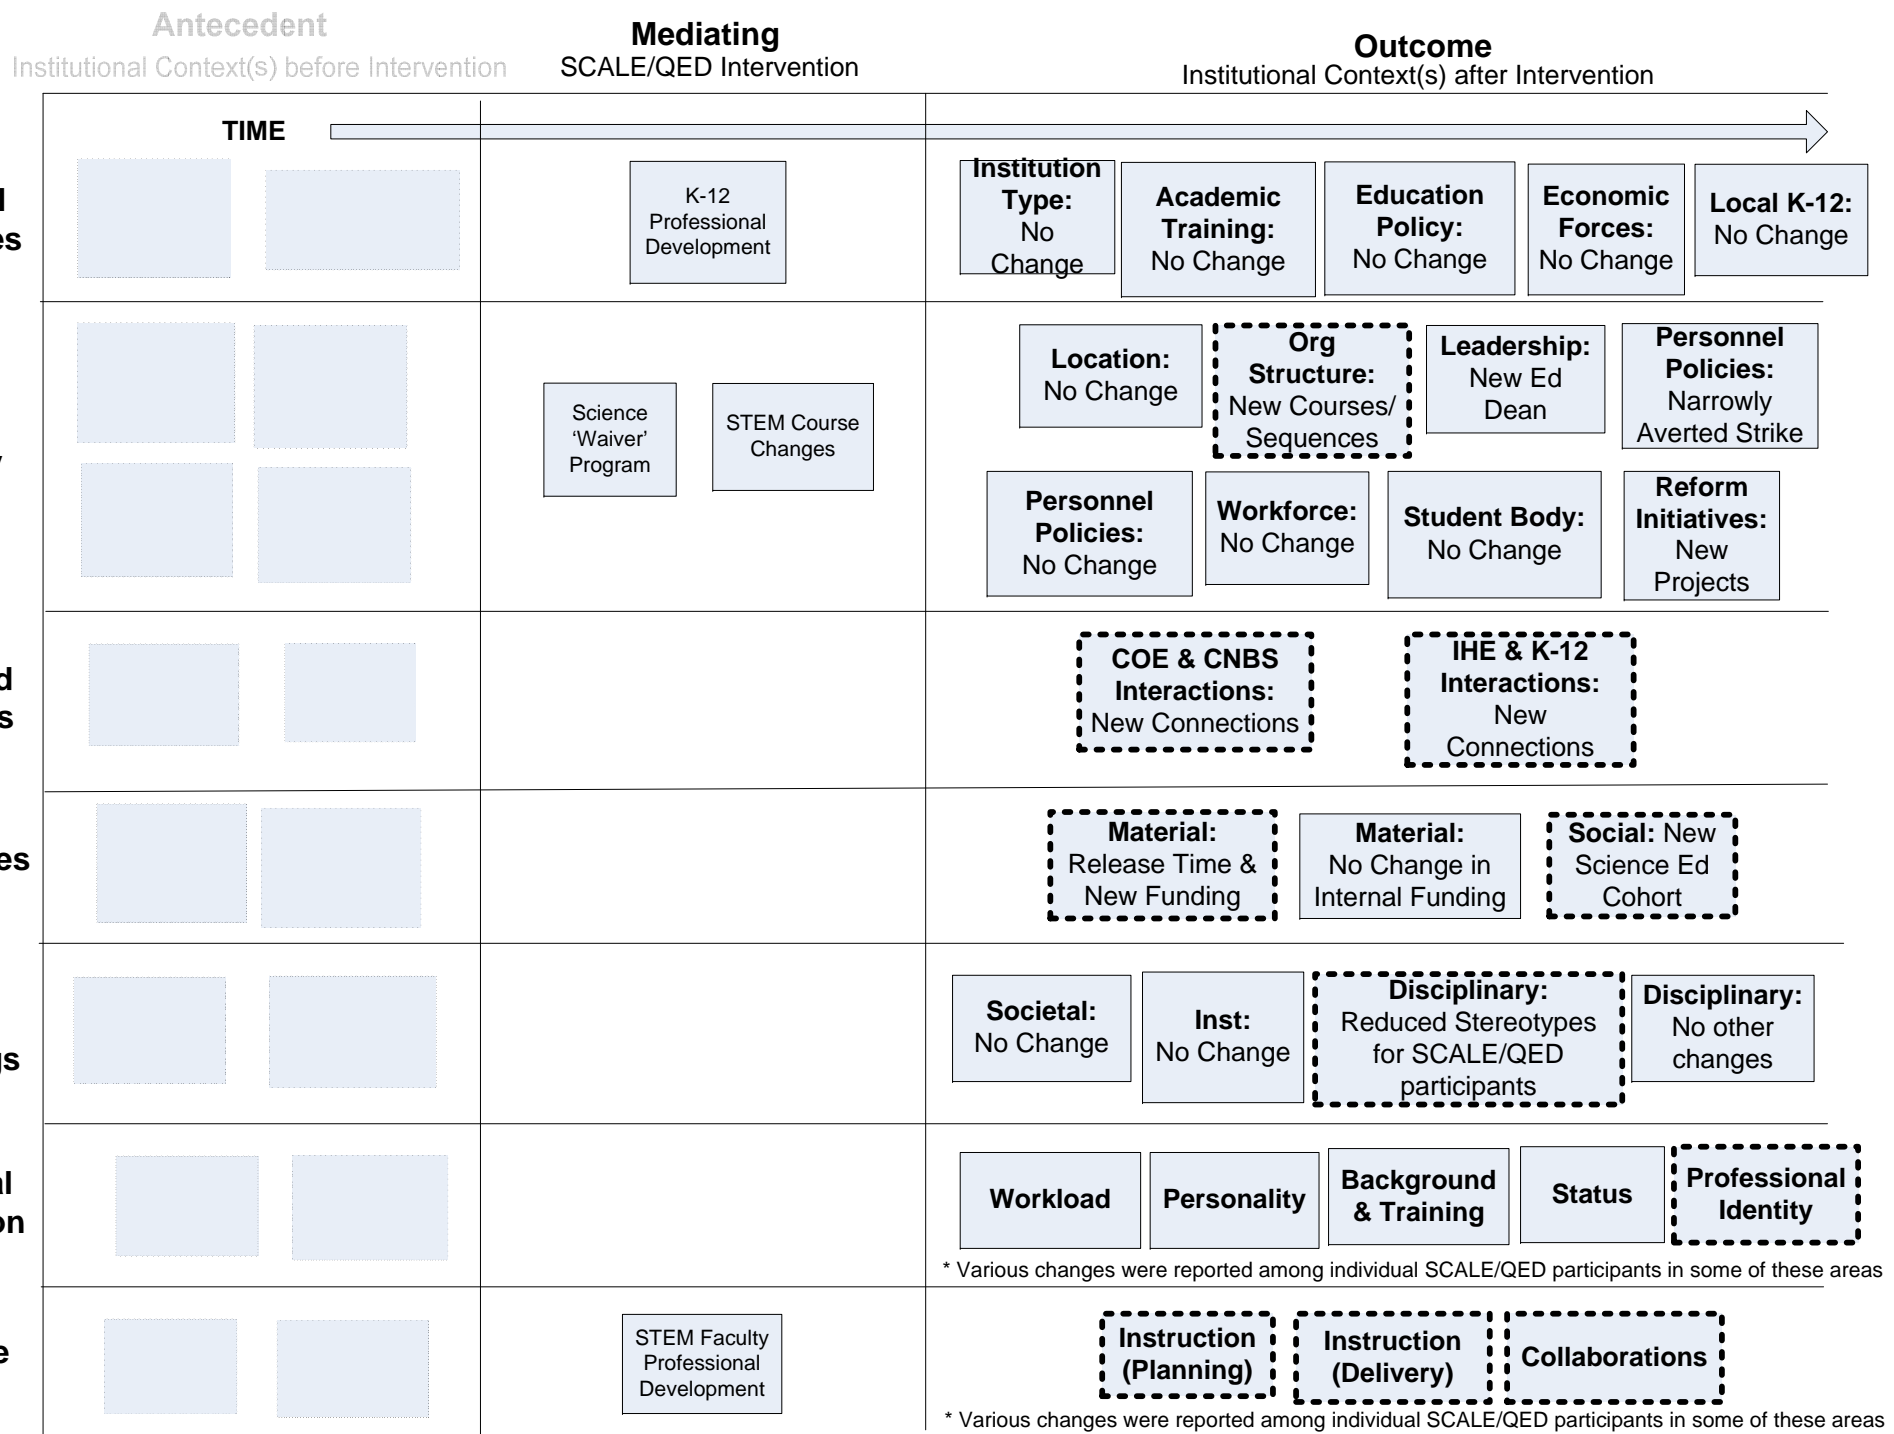 Antecedent
Institutional Context(s) before Intervention
Mediating
SCALE/QED Intervention
Outcome
Institutional Context(s) after Intervention
TIME
K-12
Professional
Development
Institution
Type:
No
Change
Academic
Training:
No Change
Education
Policy:
No Change
Economic
Forces:
No Change
Local K-12:
No Change
Science
'Waiver'
Program
STEM Course
Changes
Location:
No Change
Org
Structure:
New Courses/
Sequences
Leadership:
New Ed
Dean
Personnel
Policies:
Narrowly
Averted Strike
Personnel
Policies:
No Change
Workforce:
No Change
Student Body:
No Change
Reform
Initiatives:
New
Projects
COE & CNBS
Interactions:
New Connections
IHE & K-12
Interactions:
New
Connections
Material:
Release Time &
New Funding
Material:
No Change in
Internal Funding
Social: New
Science Ed
Cohort
Societal:
No Change
Inst:
No Change
Disciplinary:
Reduced Stereotypes
for SCALE/QED
participants
Disciplinary:
No other
changes
Workload
Personality
Background
& Training
Status
Professional
Identity
* Various changes were reported among individual SCALE/QED participants in some of these areas
STEM Faculty
Professional
Development
Instruction
(Planning)
Instruction
(Delivery)
Collaborations
* Various changes were reported among individual SCALE/QED participants in some of these areas